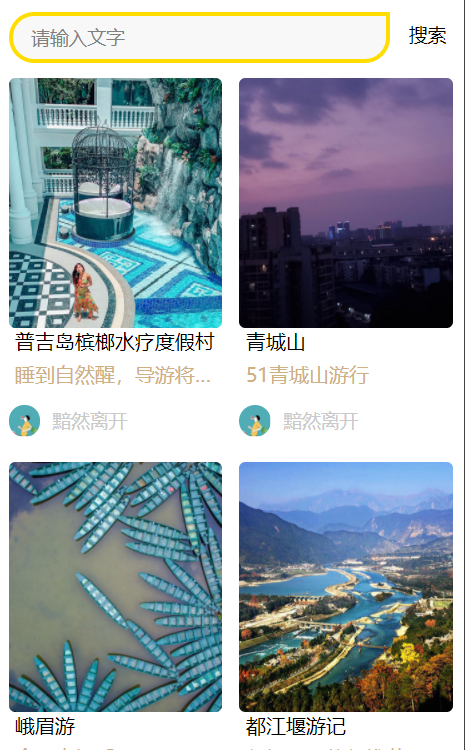 请输入文字
搜索
普吉岛槟榔水疗度假村
青城山
睡到自然醒，导游将...
51青城山游行
黯然离开
黯然离开
峨眉游
都江堰游记